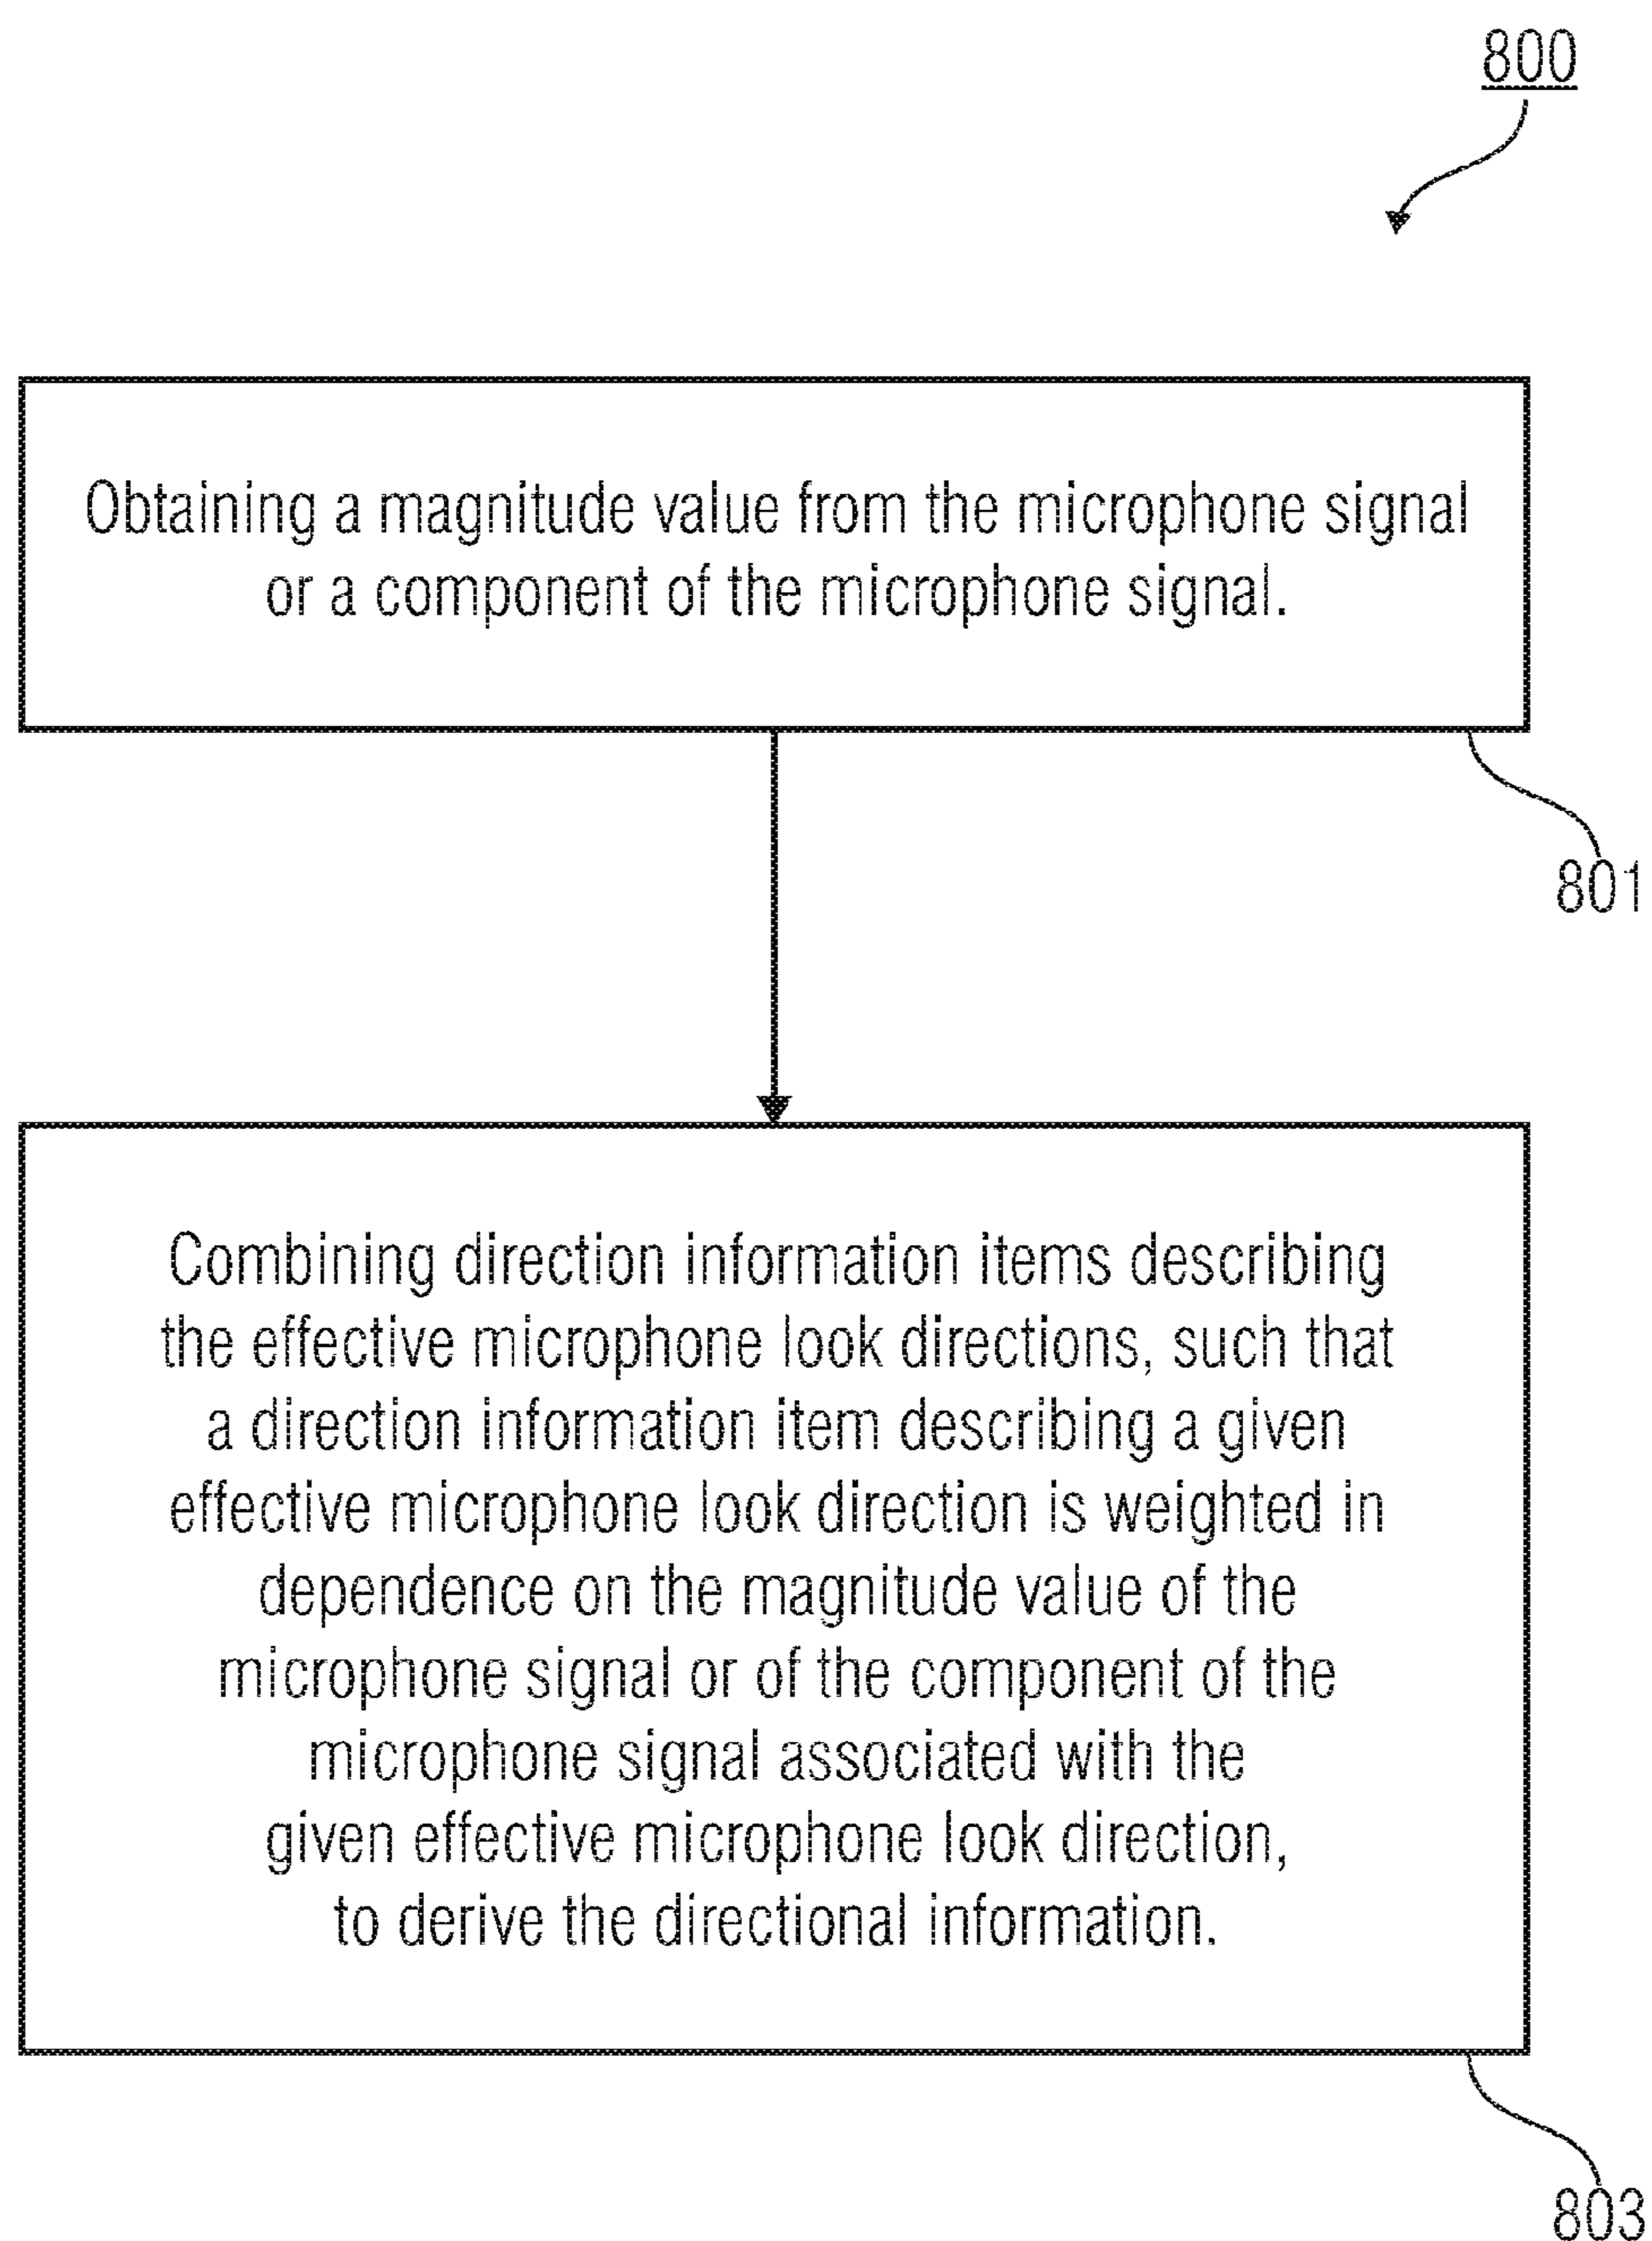 800
Obtaining a magnitude value from the microphone signal
or a component of the microphone signal.
801
Combining direction information items describing
the effective microphone look directions, such that
a direction information item describing a given
effective microphone look direction is weighted in
dependence on the magnitude value of the
microphone signal or of the component of the
microphone signal associated with the
given effective microphone look direction,
to derive the directional information.
803